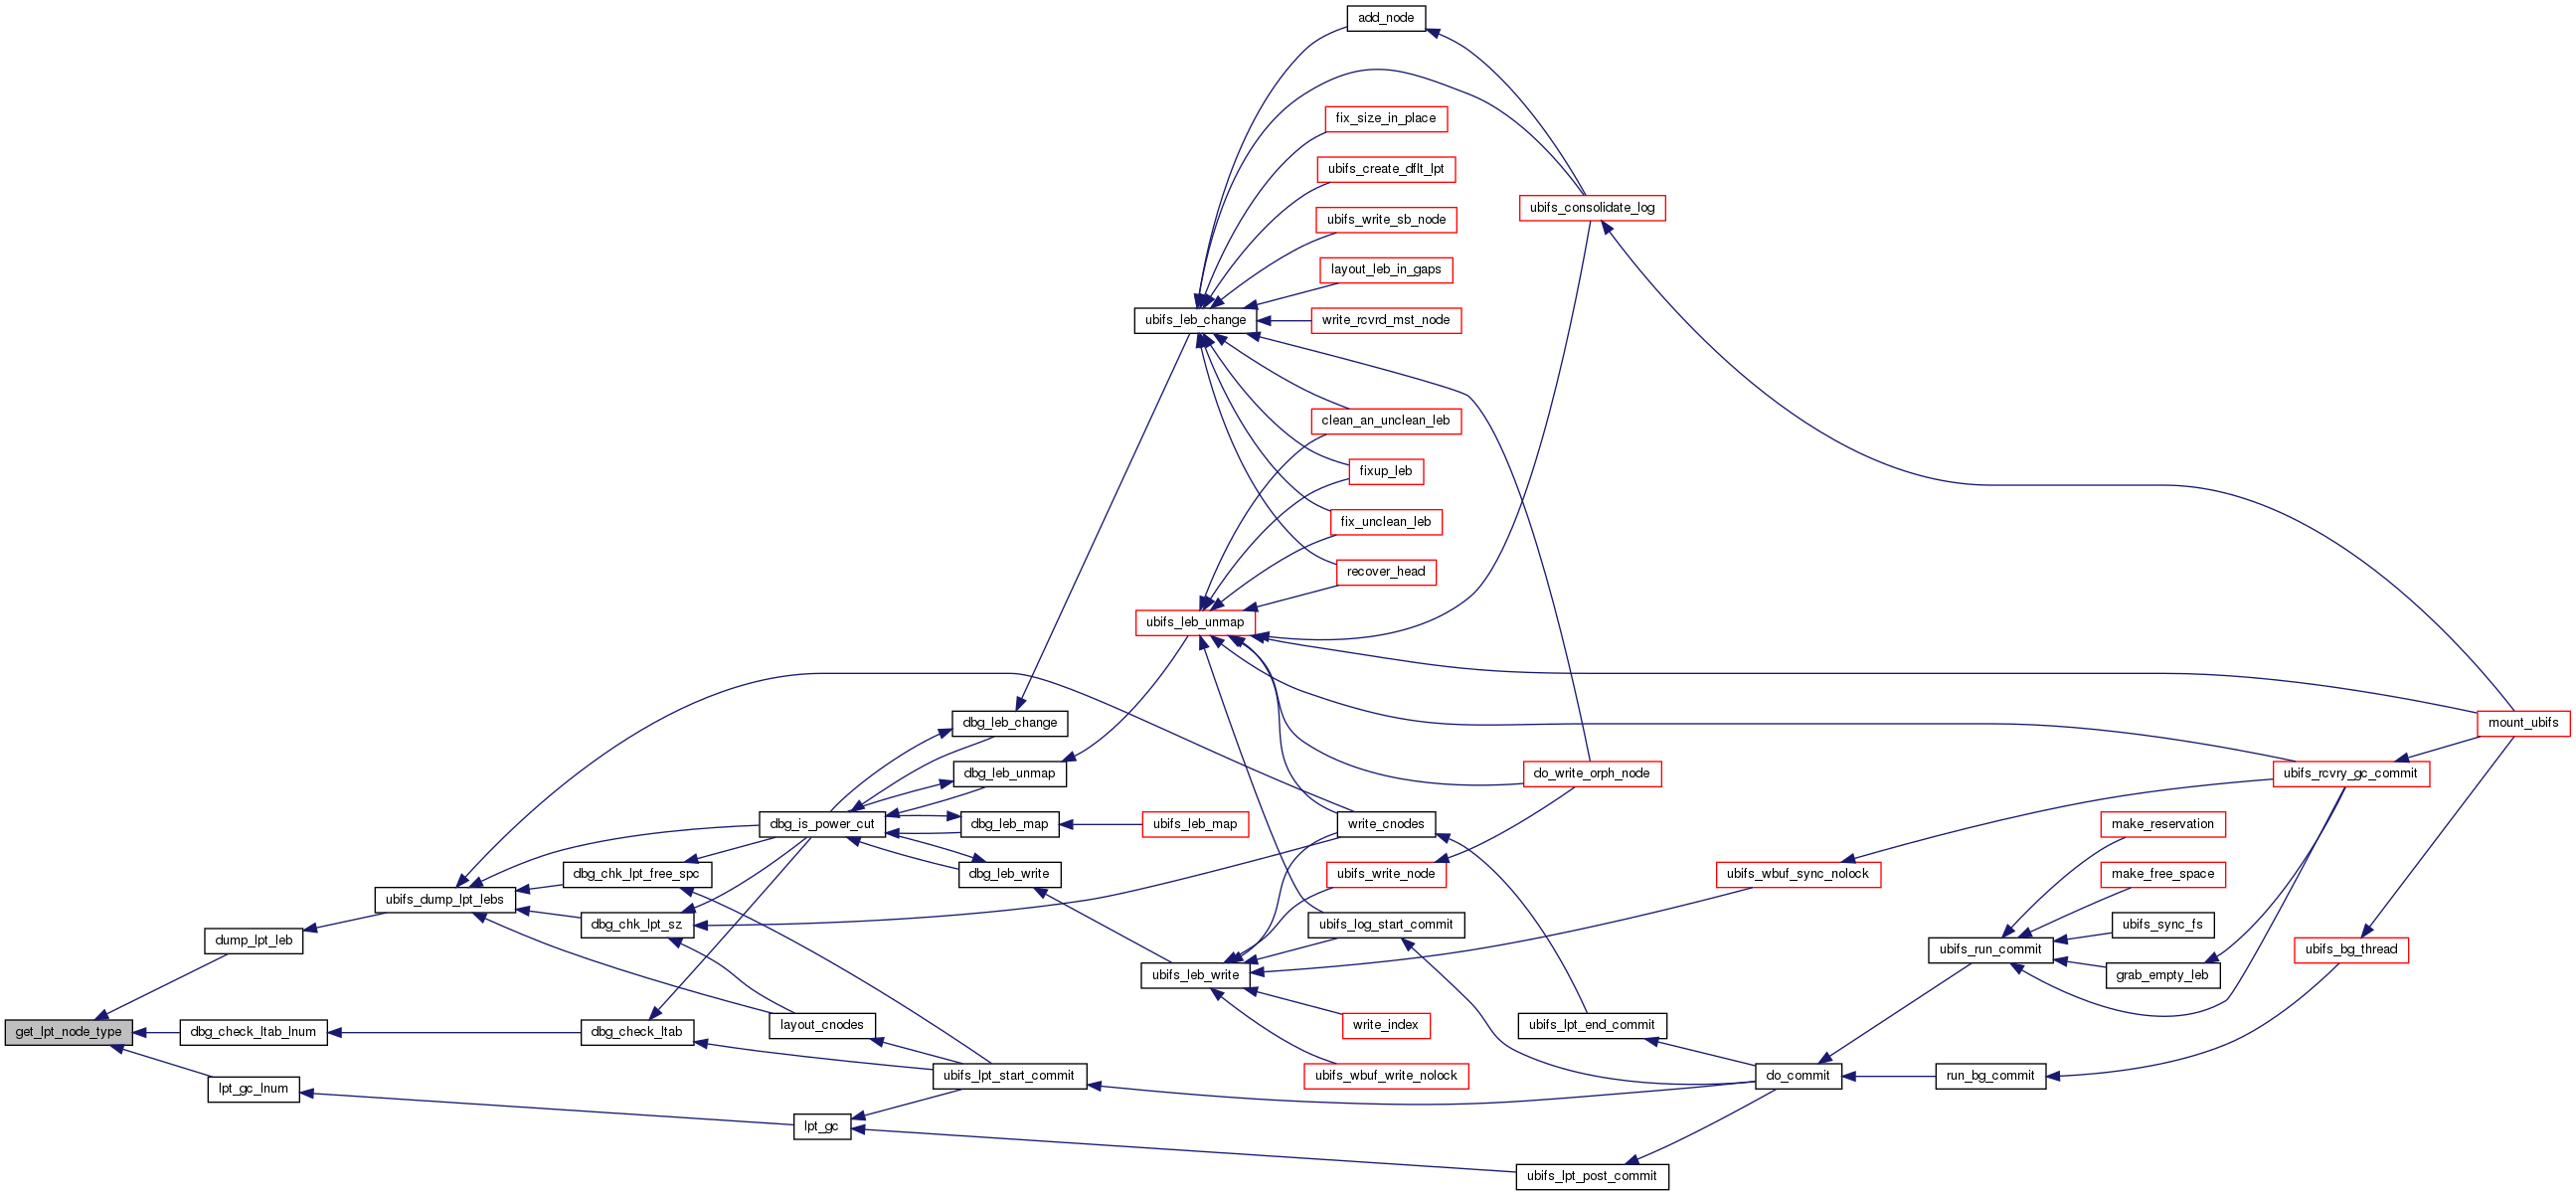 add_node
fix_size_in_place
ubifs_create_dflt_lpt
ubifs_consolidate_log
ubifs_write_sb_node
layout_leb_in_gaps
ubifs_leb_change
write_rcvrd_mst_node
clean_an_unclean_leb
fixup_leb
fix_unclean_leb
recover_head
ubifs_leb_unmap
dbg_leb_change
mount_ubifs
dbg_leb_unmap
do_write_orph_node
ubifs_rcvry_gc_commit
dbg_is_power_cut
dbg_leb_map
ubifs_leb_map
write_cnodes
make_reservation
dbg_chk_lpt_free_spc
dbg_leb_write
ubifs_write_node
ubifs_wbuf_sync_nolock
make_free_space
ubifs_dump_lpt_lebs
dbg_chk_lpt_sz
ubifs_log_start_commit
ubifs_sync_fs
dump_lpt_leb
ubifs_run_commit
ubifs_bg_thread
ubifs_leb_write
grab_empty_leb
get_lpt_node_type
dbg_check_ltab_lnum
dbg_check_ltab
layout_cnodes
write_index
ubifs_lpt_end_commit
lpt_gc_lnum
ubifs_lpt_start_commit
ubifs_wbuf_write_nolock
do_commit
run_bg_commit
lpt_gc
ubifs_lpt_post_commit